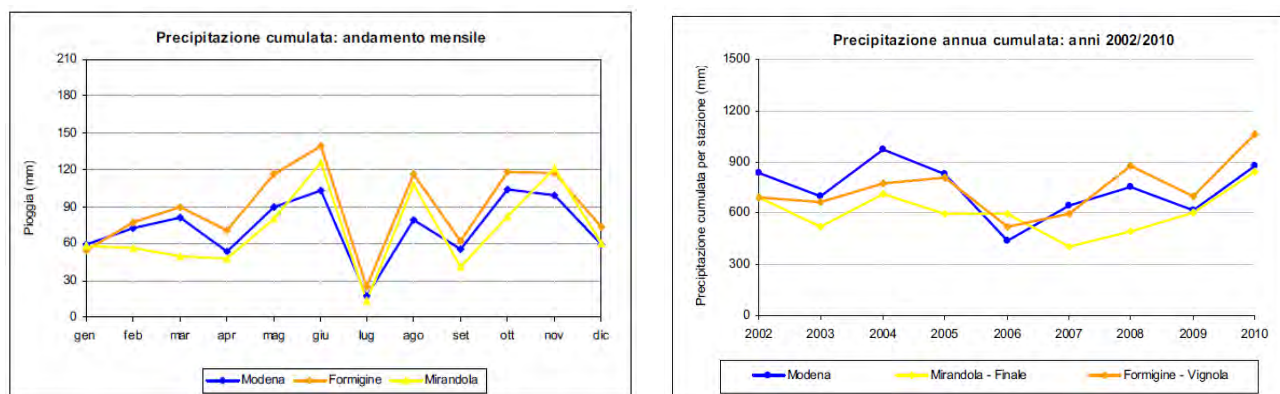 Precipitazione cumulata: andamento mensile
Pioggia (mm)
210
180
150
120
90
60
30
0
gen feb mar apr mag giu lug ago set ott nov dic
Modena Formigine Mirandola
Precipitazione annua cumulata: anni 2002/2010
Precipitazione cumulata per stazione (mm)
1500
1200
900
600
300
0
2002 2003 2004 2005 2006 2007 2008 2009 2010
Modena Mirandola - Finale Formigine - Vignola